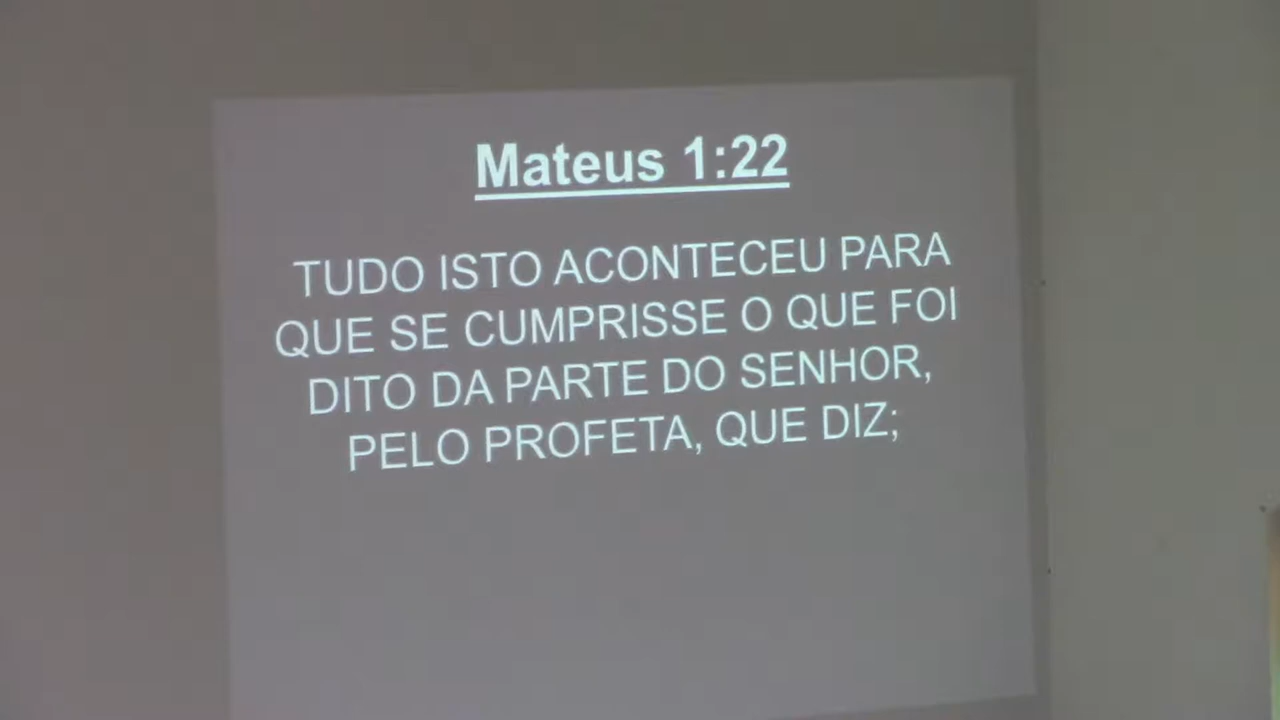 Mateus 1:22
TUDO ISTO ACONTECEU PARA
QUE SE CUMPRISSE O QUE FOI
DITO DA PARTE DO SENHOR,
PELO PROFETA, QUE DIZ;